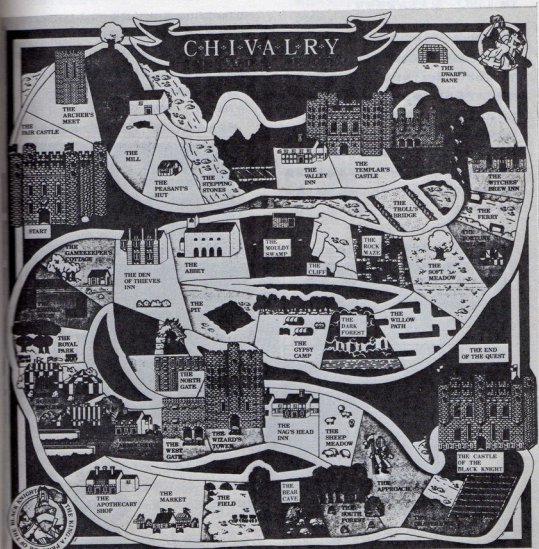 CHIVALRY
THE
ARCHER'S
MEET
THE
FAIR CASTLE
START
THE
MILL
THE
PEASANT'S
HUT
THE
STEPPING
STONES
THE
VALLEY
INN
THE
TEMPLAR'S
CASTLE
THE
DWARF'S
BANE
THE
WITCHES'
BREW INN
THE
FERRY
THE
TROLL'S
BRIDGE
THE
GAMEKEEPER'S
COTTAGE
THE DEN
OF THIEVES
INN
THE
ABBEY
THE
MOULDY
SWAMP
THE
CLIFF
THE
ROCK
MAZE
THE
SOFT
MEADOW
THE
PIT
THE
GYPSY
CAMP
THE
DARK
FOREST
THE
WILLOW
PATH
THE
ROYAL
PARK
THE
NORTH
GATE
THE
WEST
GATE
THE
WIZARD'S
TOWER
THE
NAG'S HEAD
INN
THE
SHEEP
MEADOW
THE END
OF THE QUEST
THE CASTLE
OF THE
BLACK KNIGHT
THE
APOTHECARY
SHOP
THE
MARKET
THE
FIELD
THE
BEAR
CAVE
THE
SOUTH
FOREST
THE
APPROACH